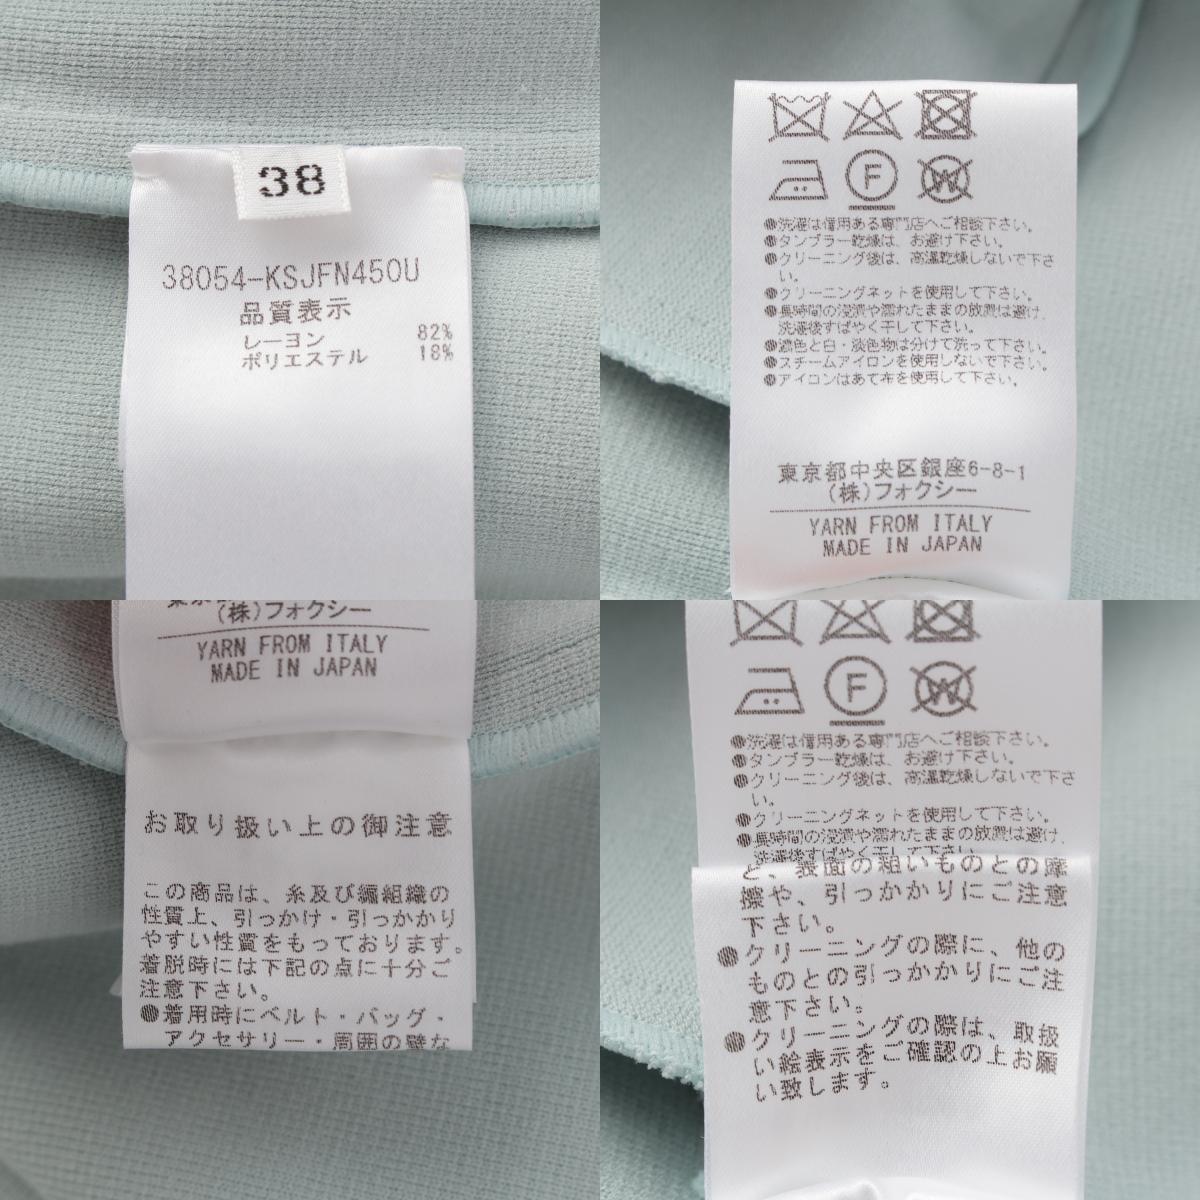 38
38054-KSJFN450U
品質表示
レーヨン 82%
ポリエステル 18%
F
W
●洗濯は信用ある専門店へご相談下さい。
●タンブラー乾燥は、お避け下さい。
●クリーニング後は、高温乾燥しないで下さ
い。
●クリーニングネットを使用して下さい。
●長時間の浸漬や濡れたままの放置は避け、
洗濯後すばやく干して下さい。
●濃色と白・淡色物は分けて洗って下さい。
●スチームアイロンを使用しないで下さい。
●アイロンはあて布を使用して下さい。
東京都中央区銀座6-8-1
(株)フォクシー
YARN FROM ITALY
MADE IN JAPAN
(株)フォクシー
YARN FROM ITALY
MADE IN JAPAN
お取り扱い上の御注意
この商品は、糸及び編組織の
性質上、引っかけ・引っかかり
やすい性質をもっております。
着脱時には下記の点に十分ご
注意下さい。
●着用時にベルト・バッグ・
アクセサリー・周囲の壁な
F
W
●洗濯は信用ある専門店へご相談下さい。
●タンブラー乾燥は、お避け下さい。
●クリーニング後は、高温乾燥しないで下さ
い。
●クリーニングネットを使用して下さい。
●長時間の浸漬や濡れたままの放置は避け、
洗濯後すばやく干して下さい。
ど、表面の粗いものとの摩
擦や、引っかかりにご注意
下さい。
●クリーニングの際に、他の
ものとの引っかかりにご注
意下さい。
●クリーニングの際は、取扱
い絵表示をご確認の上お願
い致します。